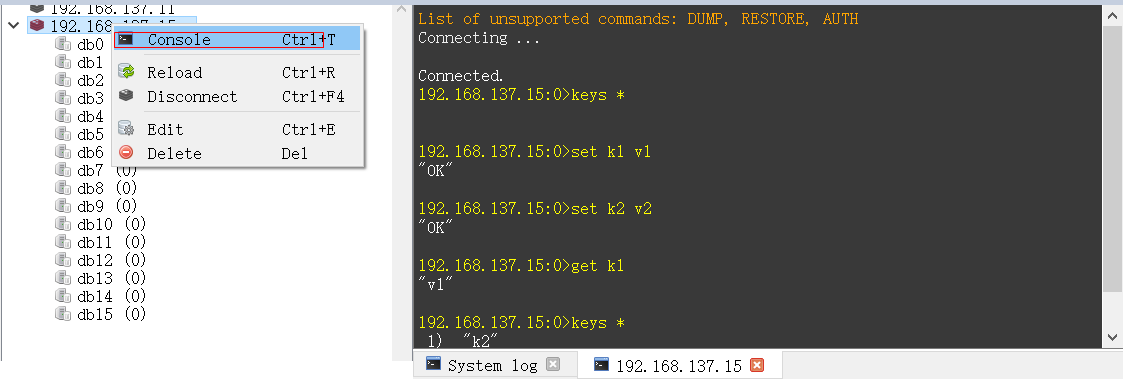 192.168.137.11
192.168.137.15
Console Ctrl+T
Reload Ctrl+R
Disconnect Ctrl+F4
Edit Ctrl+E
Delete Del
db0
db1
db2
db3
db4
db5
db6
db7 (0)
db8 (0)
db9 (0)
db10 (0)
db11 (0)
db12 (0)
db13 (0)
db14 (0)
db15 (0)
List of unsupported commands: DUMP, RESTORE, AUTH
Connecting ...
Connected.
192.168.137.15:0>keys *
192.168.137.15:0>set k1 v1
"OK"
192.168.137.15:0>set k2 v2
"OK"
192.168.137.15:0>get k1
"v1"
192.168.137.15:0>keys *
1) "k2"
System log
192.168.137.15